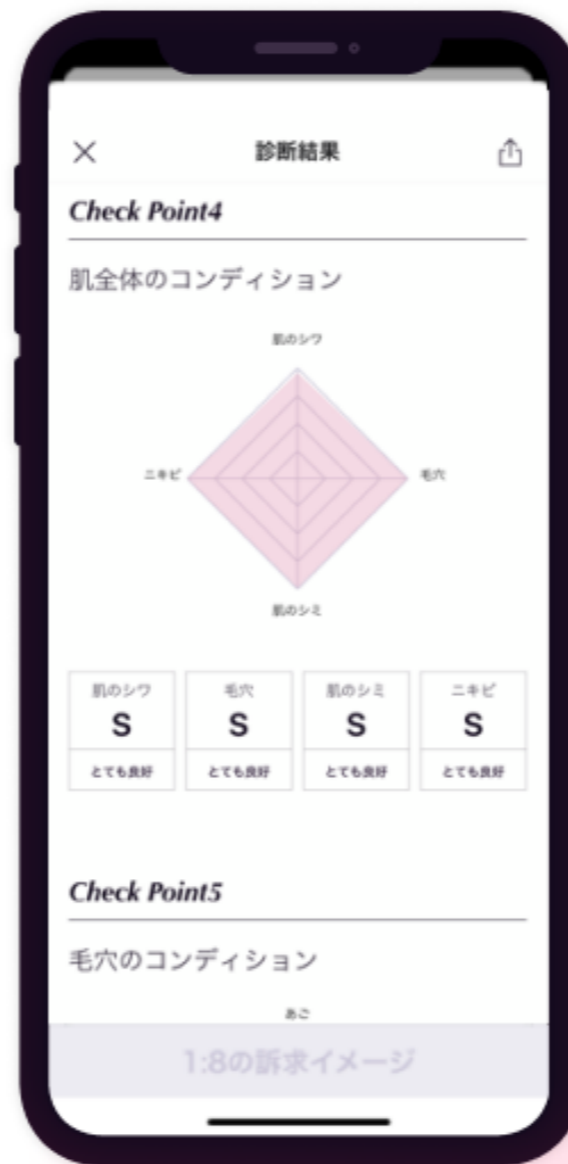 診断結果
Check Point4
肌全体のコンディション
肌のシワ
ニキビ
毛穴
肌のシミ
肌のシワ 毛穴 肌のシミ ニキビ
S S S S
とても良好 とても良好 とても良好 とても良好
Check Point5
毛穴のコンディション
あご
1:8の訴求イメージ